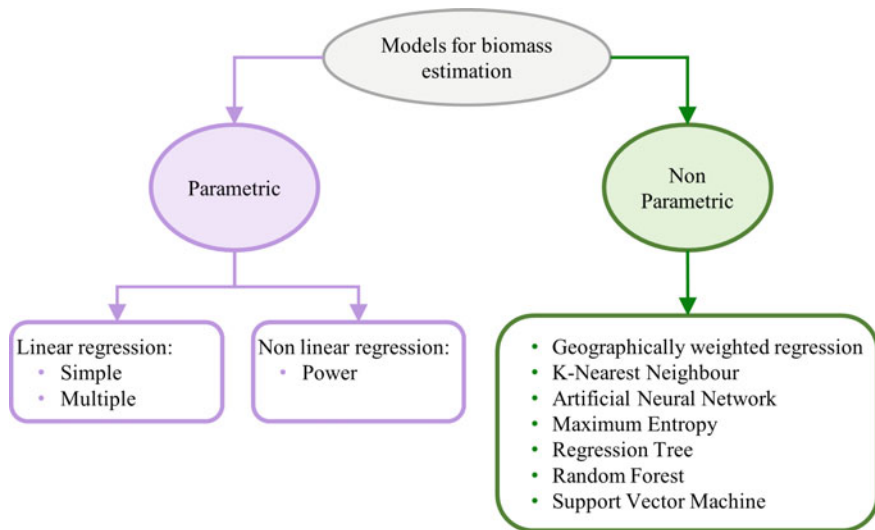 Models for biomass
estimation
Parametric
Non
Parametric
Linear regression:
• Simple
• Multiple
Non linear regression:
• Power
• Geographically weighted regression
• K-Nearest Neighbour
• Artificial Neural Network
• Maximum Entropy
• Regression Tree
• Random Forest
• Support Vector Machine